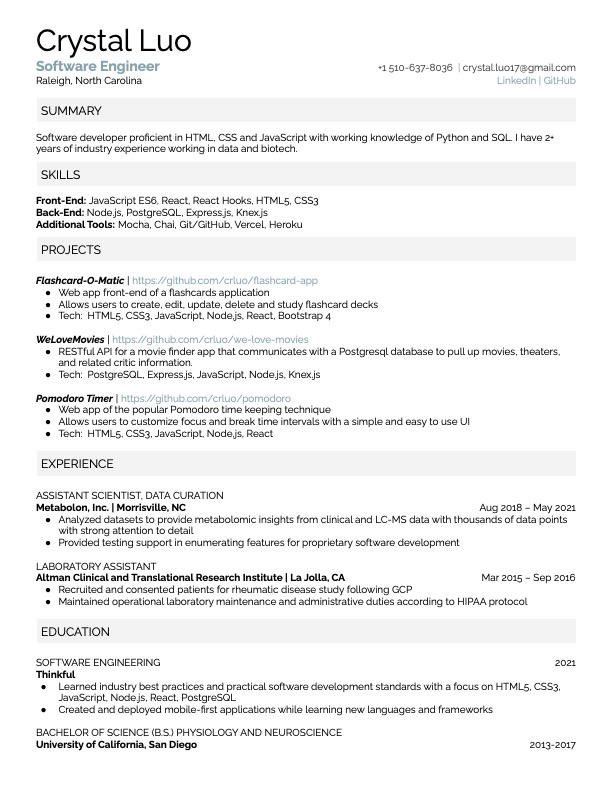 Crystal Luo
Software Engineer
+1 510-637-8036 | crystal.luo17@gmail.com
Raleigh, North Carolina
LinkedIn | GitHub
SUMMARY
Software developer proficient in HTML, CSS and JavaScript with working knowledge of Python and SQL. I have 2+
years of industry experience working in data and biotech.
SKILLS
Front-End: JavaScript ES6, React, React Hooks, HTML5, CSS3
Back-End: Node.js, PostgreSQL, Express.js, Knex.js
Additional Tools: Mocha, Chai, Git/GitHub, Vercel, Heroku
PROJECTS
Flashcard-O-Matic | https://github.com/crluo/flashcard-app
● Web app front-end of a flashcards application
● Allows users to create, edit, update, delete and study flashcard decks
● Tech: HTML5, CSS3, JavaScript, Node.js, React, Bootstrap 4
WeLoveMovies | https://github.com/crluo/we-love-movies
● RESTful API for a movie finder app that communicates with a Postgresql database to pull up movies, theaters,
and related critic information.
● Tech: PostgreSQL, Express.js, JavaScript, Node.js, Knex.js
Pomodoro Timer | https://github.com/crluo/pomodoro
● Web app of the popular Pomodoro time keeping technique
● Allows users to customize focus and break time intervals with a simple and easy to use UI
● Tech: HTML5, CSS3, JavaScript, Node.js, React
EXPERIENCE
ASSISTANT SCIENTIST, DATA CURATION
Metabolon, Inc. | Morrisville, NC Aug 2018 – May 2021
● Analyzed datasets to provide metabolomic insights from clinical and LC-MS data with thousands of data points
with strong attention to detail
● Provided testing support in enumerating features for proprietary software development
LABORATORY ASSISTANT
Altman Clinical and Translational Research Institute | La Jolla, CA Mar 2015 – Sep 2016
● Recruited and consented patients for rheumatic disease study following GCP
● Maintained operational laboratory maintenance and administrative duties according to HIPAA protocol
EDUCATION
SOFTWARE ENGINEERING 2021
Thinkful
● Learned industry best practices and practical software development standards with a focus on HTML5, CSS3,
JavaScript, Node.js, React, PostgreSQL
● Created and deployed mobile-first applications while learning new languages and frameworks
BACHELOR OF SCIENCE (B.S.) PHYSIOLOGY AND NEUROSCIENCE
University of California, San Diego 2013-2017